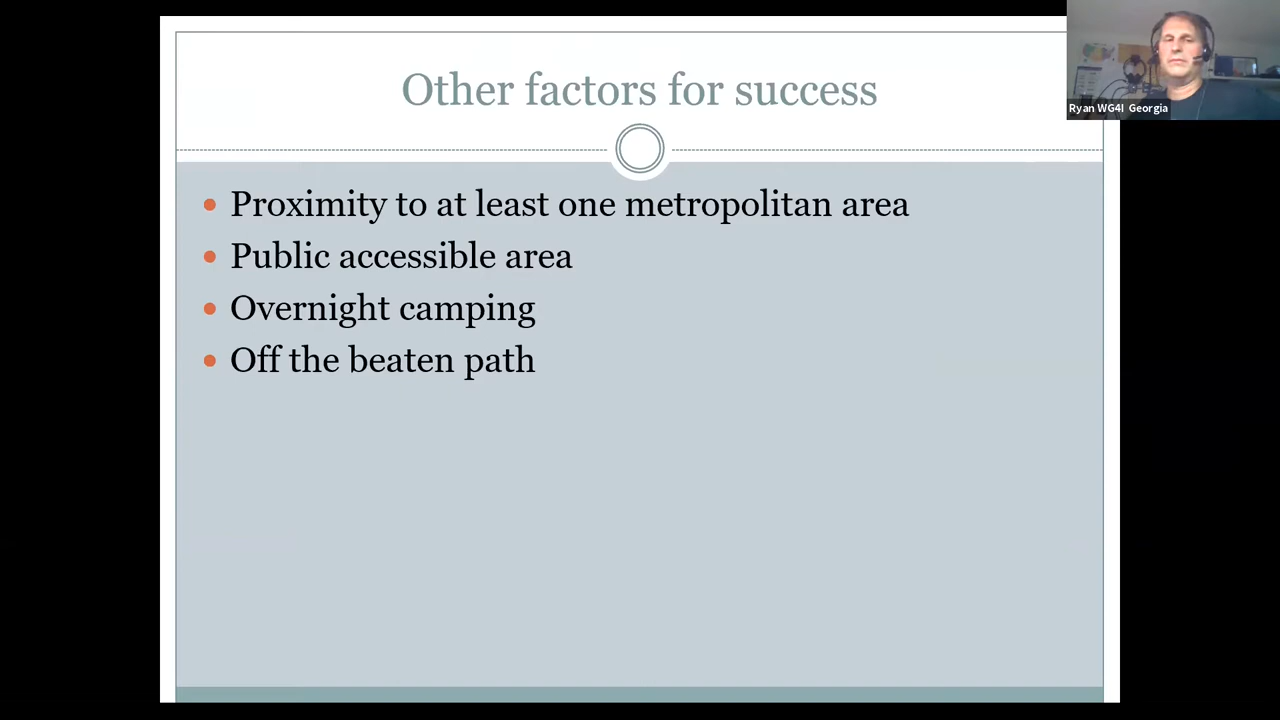 Other factors for success
Ryan WG4I Georgia
• Proximity to at least one metropolitan area
• Public accessible area
• Overnight camping
• Off the beaten path